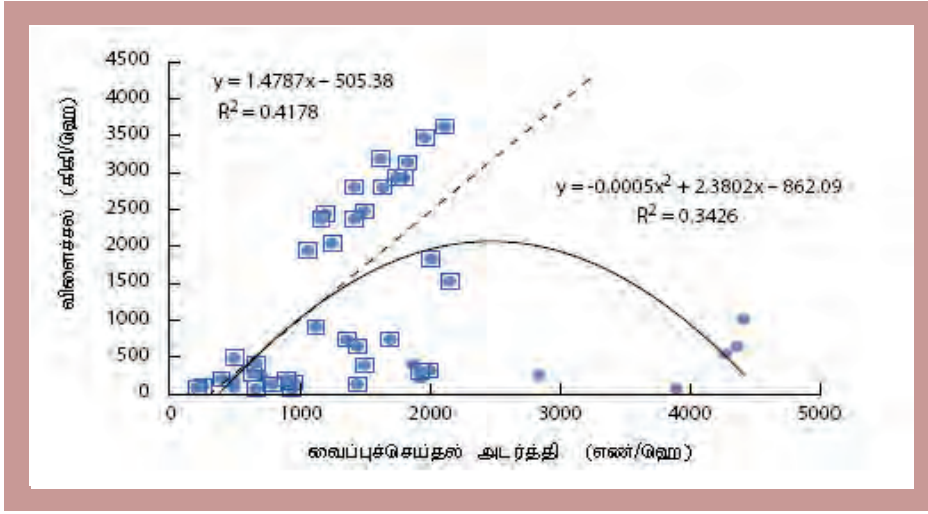 4500
4000
3500
3000
2500
2000
1500
1000
500
0
விளைச்சல் (கிகி/ஹெ)
y = 1.4787x – 505.38
R² = 0.4178
y = -0.0005x² + 2.3802x – 862.09
R² = 0.3426
0 1000 2000 3000 4000 5000
வைப்புச்செய்தல் அடர்த்தி (எண்/ஹெ)